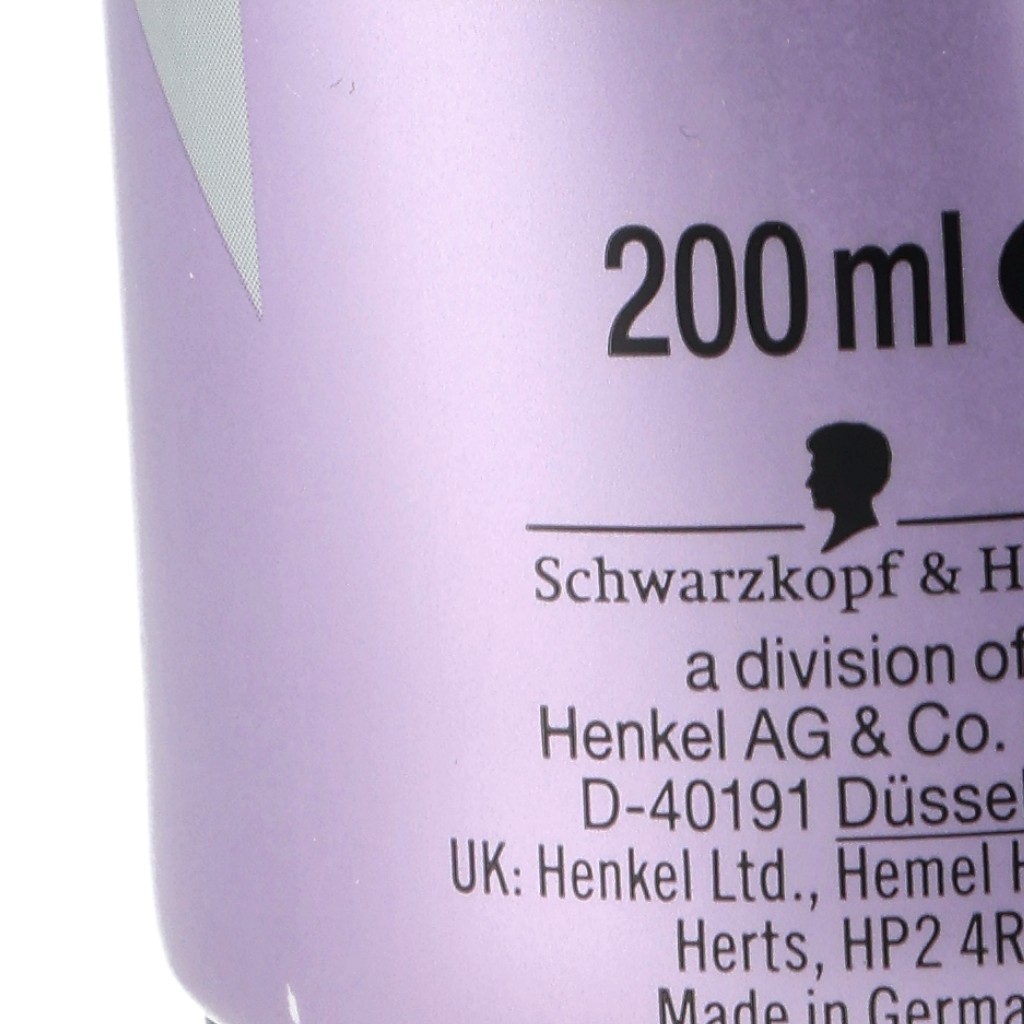 200 ml
Schwarzkopf & H
a division of
Henkel AG & Co.
D-40191 Düssel
UK: Henkel Ltd., Hemel H
Herts, HP2 4R
Made in Germa